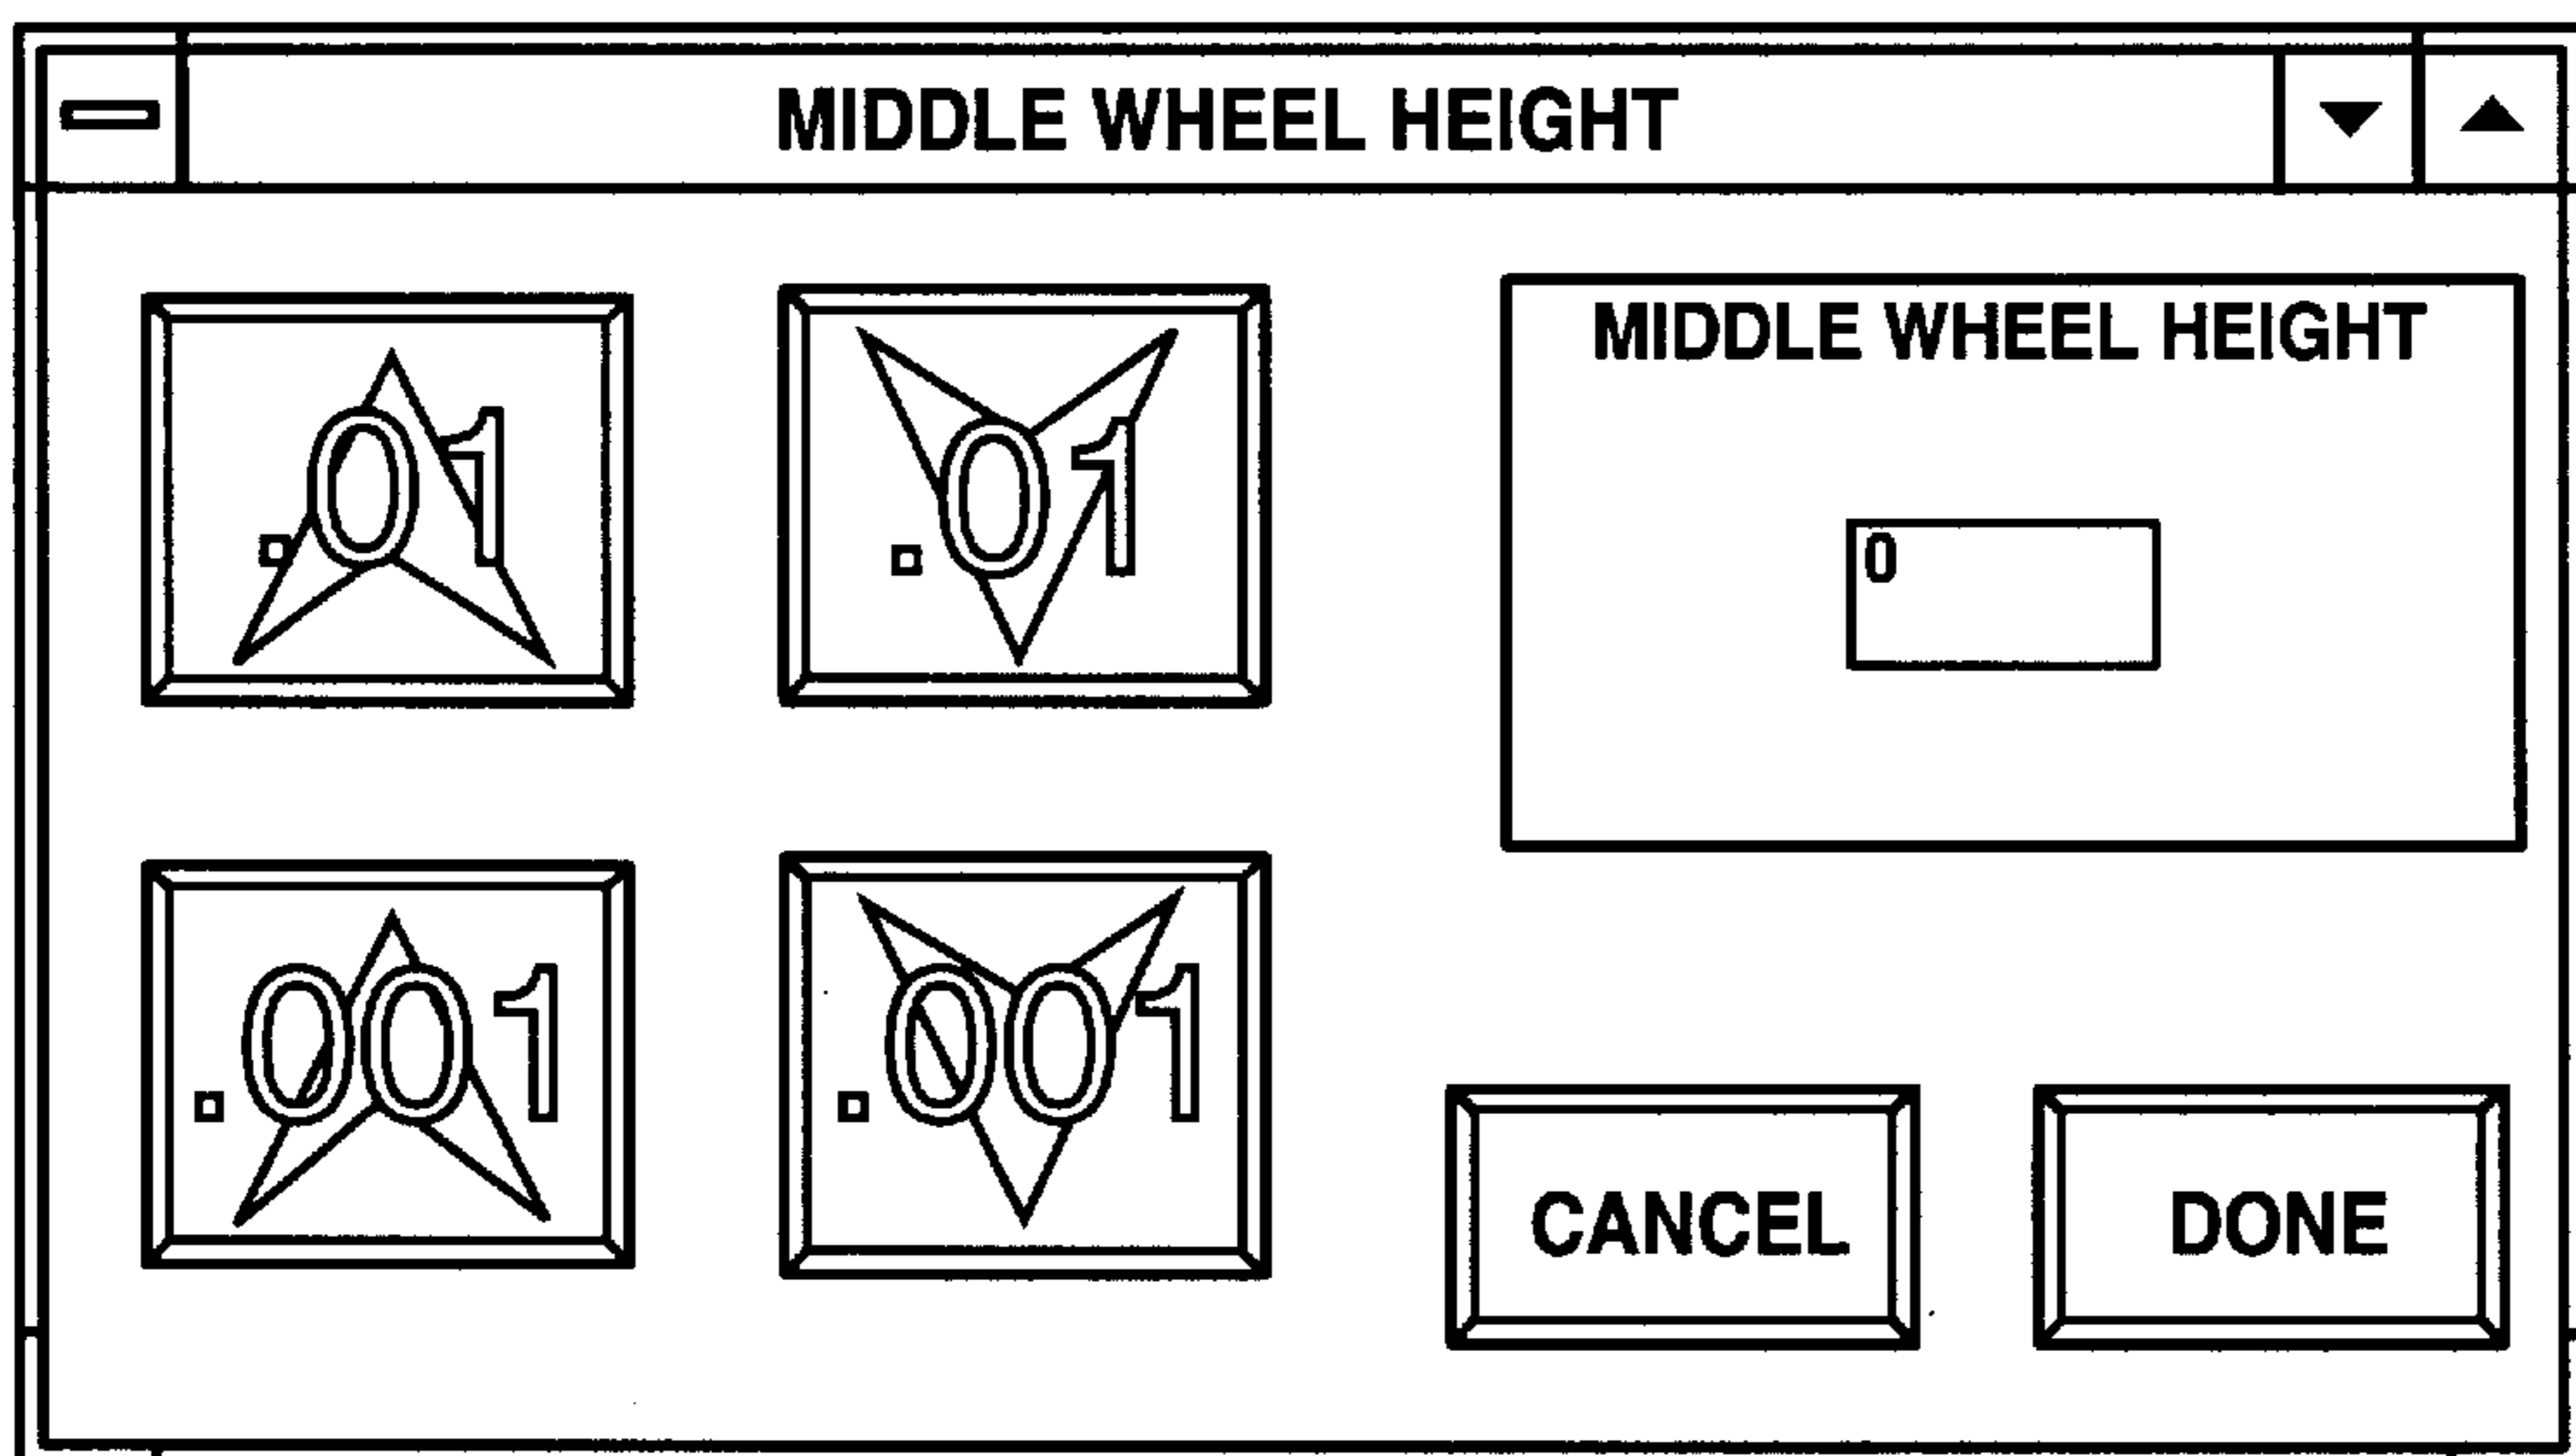 MIDDLE WHEEL HEIGHT
.01
.01
MIDDLE WHEEL HEIGHT
0
.001
.001
CANCEL
DONE